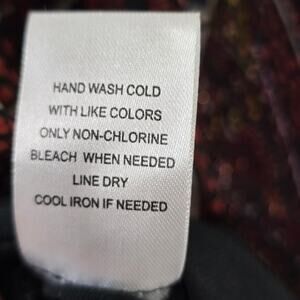 HAND WASH COLD
WITH LIKE COLORS
ONLY NON-CHLORINE
BLEACH WHEN NEEDED
LINE DRY
COOL IRON IF NEEDED